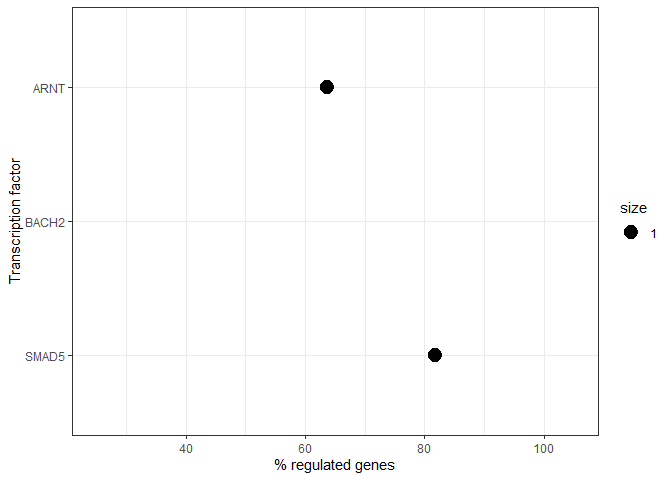 ARNT
BACH2
SMAD5
Transcription factor
40 60 80 100
% regulated genes
size
1